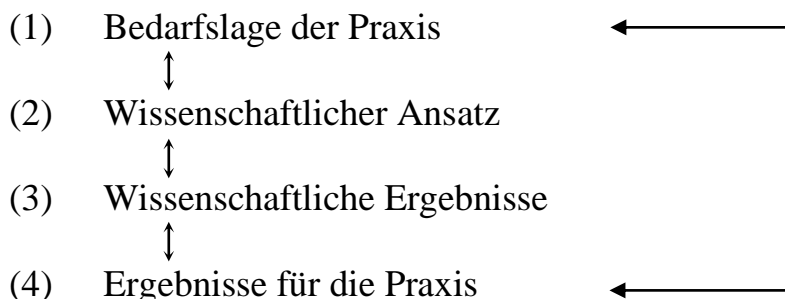 (1) Bedarfslage der Praxis
(2) Wissenschaftlicher Ansatz
(3) Wissenschaftliche Ergebnisse
(4) Ergebnisse für die Praxis